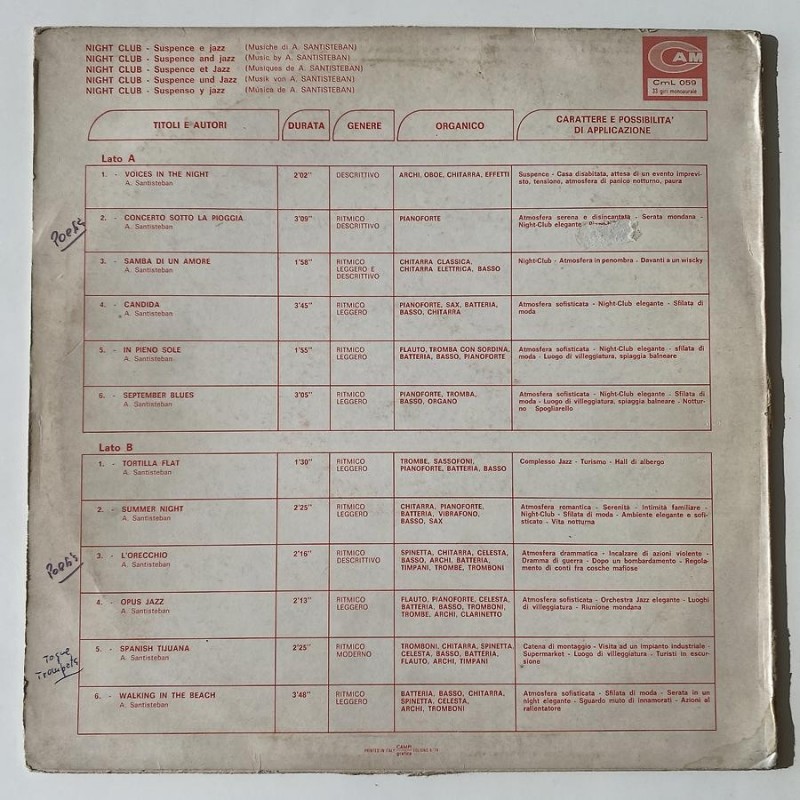 NIGHT CLUB - Suspence e jazz (Musiche di A. SANTISTEBAN)
NIGHT CLUB - Suspence and jazz (Music by A. SANTISTEBAN)
NIGHT CLUB - Suspence et Jazz (Musiques de A. SANTISTEBAN)
NIGHT CLUB - Suspence und Jazz (Musik von A. SANTISTEBAN)
NIGHT CLUB - Suspenso y jazz (Música de A. SANTISTEBAN)
CAM
CmL 059
33 giri monoaurale
TITOLI E AUTORI DURATA GENERE ORGANICO CARATTERE E POSSIBILITA'
DI APPLICAZIONE
Lato A
1. - VOICES IN THE NIGHT 2'02" DESCRITTIVO ARCHI, OBOE, CHITARRA, EFFETTI Suspence - Casa disabitata, attesa di un evento imprevi-
A. Santisteban sto, tensione, atmosfera di panico notturno, paura
2. - CONCERTO SOTTO LA PIOGGIA 3'09" RITMICO PIANOFORTE Atmosfera serena e disincantata - Serata mondana -
A. Santisteban DESCRITTIVO Night-Club elegante
3. - SAMBA DI UN AMORE 1'58" RITMICO CHITARRA CLASSICA, Night-Club - Atmosfera in penombra - Davanti a un wiscky
A. Santisteban LEGGERO E CHITARRA ELETTRICA, BASSO
DESCRITTIVO
4. - CANDIDA 3'45" RITMICO PIANOFORTE, SAX, BATTERIA, Atmosfera sofisticata - Night-Club elegante - Sfilata di
A. Santisteban LEGGERO BASSO, CHITARRA moda
5. - IN PIENO SOLE 1'55" RITMICO FLAUTO, TROMBA CON SORDINA, Atmosfera sofisticata - Night-Club elegante - sfilata di
A. Santisteban LEGGERO BATTERIA, BASSO, PIANOFORTE moda - Luogo di villeggiatura, spiaggia balneare
6. - SEPTEMBER BLUES 3'05" RITMICO PIANOFORTE, TROMBA, Atmosfera sofisticata - Night-Club elegante - Sfilata di
A. Santisteban LEGGERO BASSO, ORGANO moda - Luogo di villeggiatura, spiaggia balneare - Nottur-
no Spogliarello
Lato B
1. - TORTILLA FLAT 1'30" RITMICO TROMBE, SASSOFONI, Complesso Jazz - Turismo - Hall di albergo
A. Santisteban LEGGERO PIANOFORTE, BATTERIA, BASSO
2. - SUMMER NIGHT 2'25" RITMICO CHITARRA, PIANOFORTE, Atmosfera romantica - Serenità - Intimità familiare -
A. Santisteban LEGGERO BATTERIA, VIBRAFONO, Night-Club - Sfilata di moda - Ambiente elegante e sofi-
BASSO, SAX sticato - Vita notturna
3. - L'ORECCHIO 2'16" RITMICO SPINETTA, CHITARRA, CELESTA, Atmosfera drammatica - Incalzare di azioni violente -
A. Santisteban DESCRITTIVO BASSO, ARCHI, BATTERIA, Dramma di guerra - Dopo un bombardamento - Regola-
TIMPANI, TROMBE, TROMBONI mento di conti fra cosche mafiose
4. - OPUS JAZZ 2'13" RITMICO FLAUTO, PIANOFORTE, CELESTA, Atmosfera sofisticata - Orchestra Jazz elegante - Luoghi
A. Santisteban LEGGERO BATTERIA, BASSO, TROMBONI, di villeggiatura - Riunione mondana
TROMBE, ARCHI, CLARINETTO
Toque
Trompeta
5. - SPANISH TIJUANA 2'25" RITMICO TROMBONI, CHITARRA, SPINETTA, Catena di montaggio - Visita ad un impianto industriale -
A. Santisteban MODERNO CELESTA, BASSO, BATTERIA, Supermarket - Luogo di villeggiatura - Turisti in escur-
FLAUTO, ARCHI, TIMPANI sione
6. - WALKING IN THE BEACH 3'48" RITMICO BATTERIA, BASSO, CHITARRA, Atmosfera sofisticata - Sfilata di moda - Serata in un
A. Santisteban LEGGERO SPINETTA, CELESTA, night elegante - Sguardo muto di innamorati - Azioni al
ARCHI, TROMBONI rallentatore
PRINTED IN ITALY